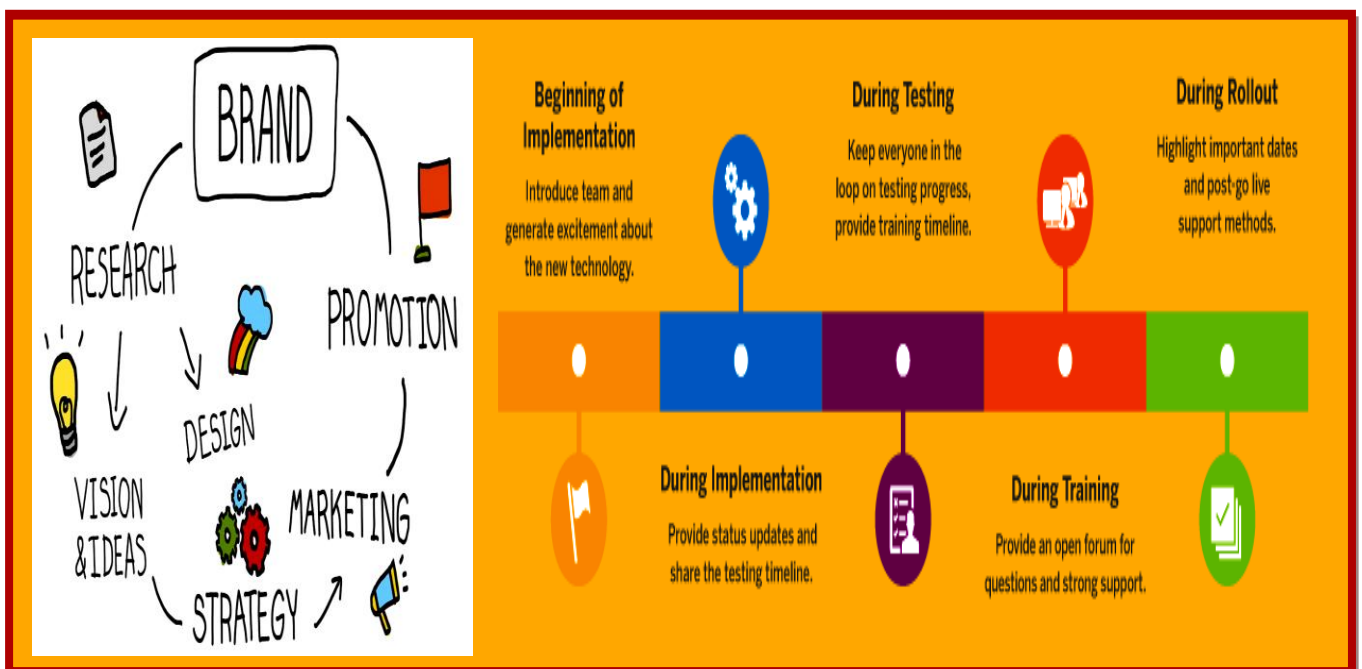 BRAND
RESEARCH
PROMOTION
DESIGN
VISION
& IDEAS
MARKETING
STRATEGY
Beginning of
Implementation
Introduce team and
generate excitement about
the new technology.
During Implementation
Provide status updates and
share the testing timeline.
During Testing
Keep everyone in the
loop on testing progress,
provide training timeline.
During Training
Provide an open forum for
questions and strong support.
During Rollout
Highlight important dates
and post-go live
support methods.